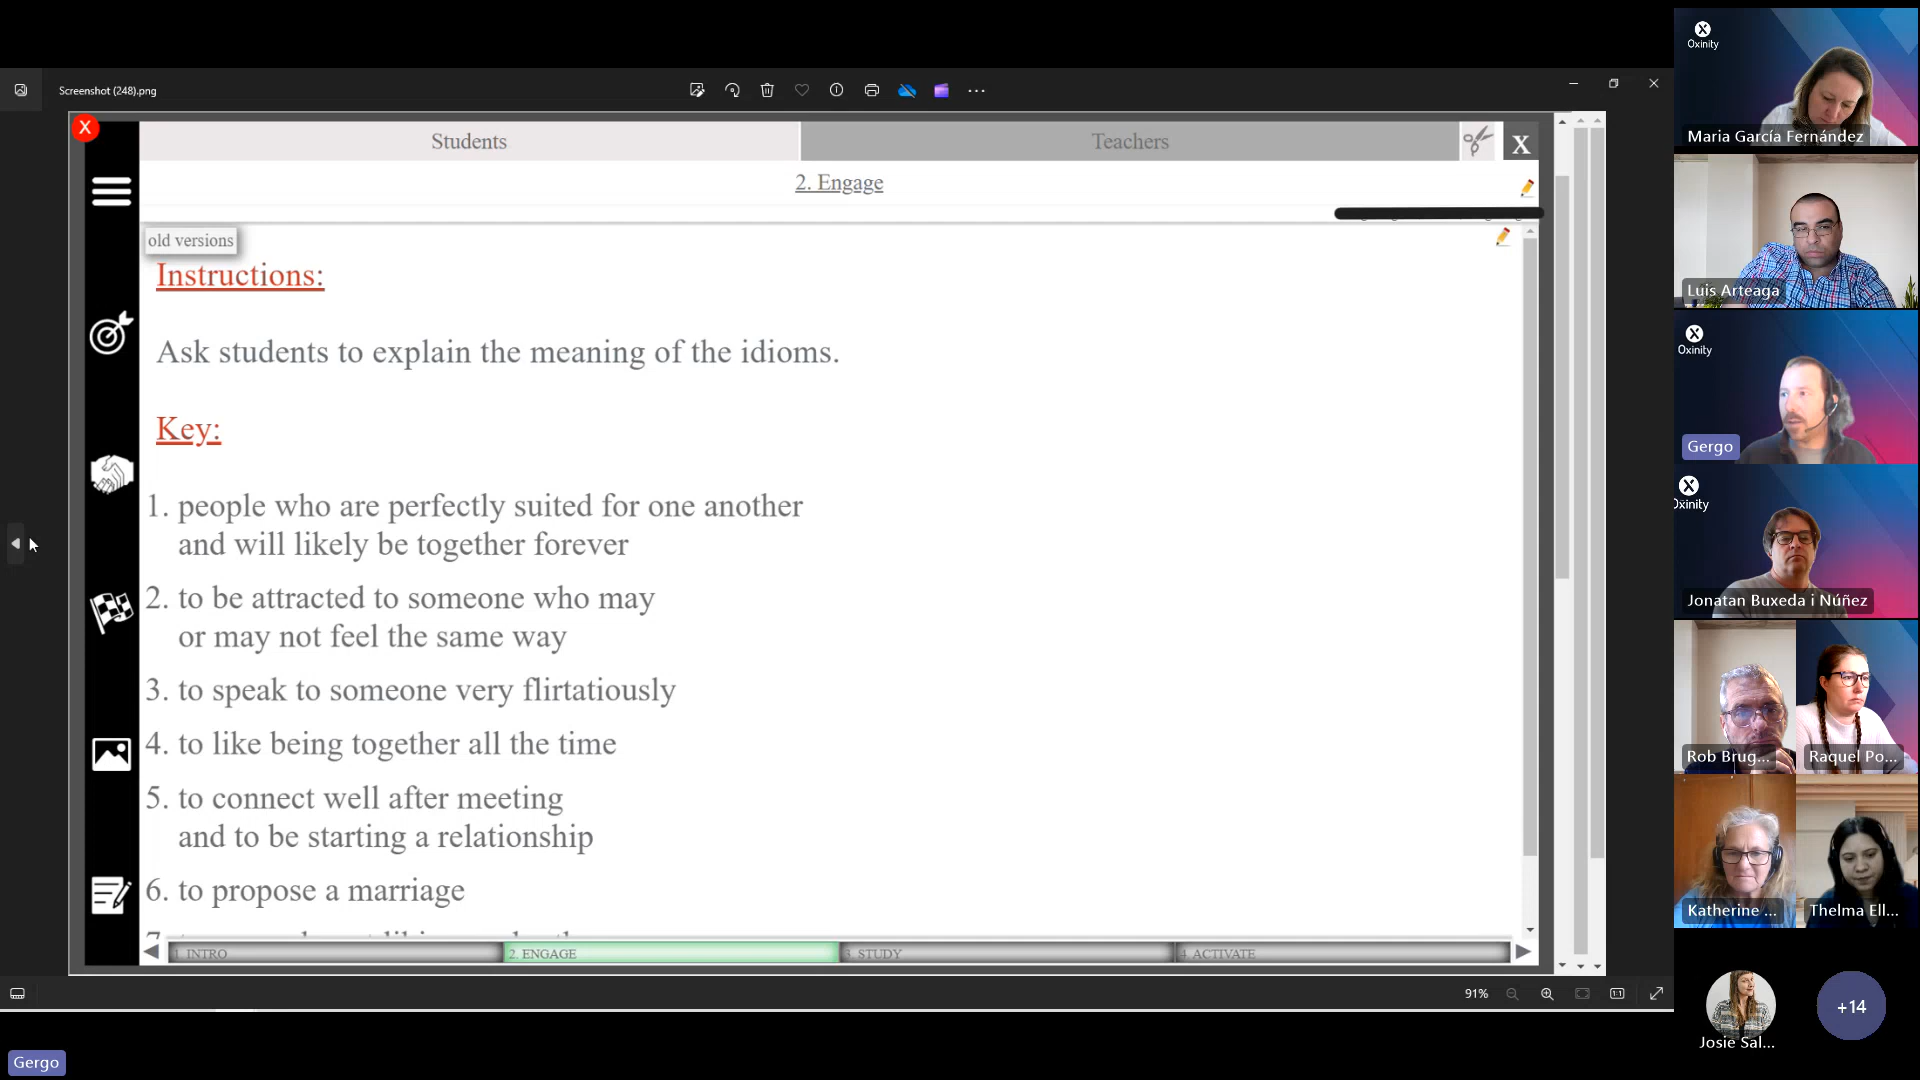 Screenshot (248).png
Students
Teachers
X
X
2. Engage
old versions
Instructions:
Ask students to explain the meaning of the idioms.
Key:
1. people who are perfectly suited for one another
and will likely be together forever
2. to be attracted to someone who may
or may not feel the same way
3. to speak to someone very flirtatiously
4. to like being together all the time
5. to connect well after meeting
and to be starting a relationship
6. to propose a marriage
1. INTRO
2. ENGAGE
3. STUDY
4. ACTIVATE
91%
1:1
Gergo
Oxinity
Maria García Fernández
Luis Arteaga
Oxinity
Gergo
Oxinity
Jonatan Buxeda i Núñez
Rob Brug...
Raquel Po...
Katherine ...
Thelma Ell...
Josie Sal...
+14